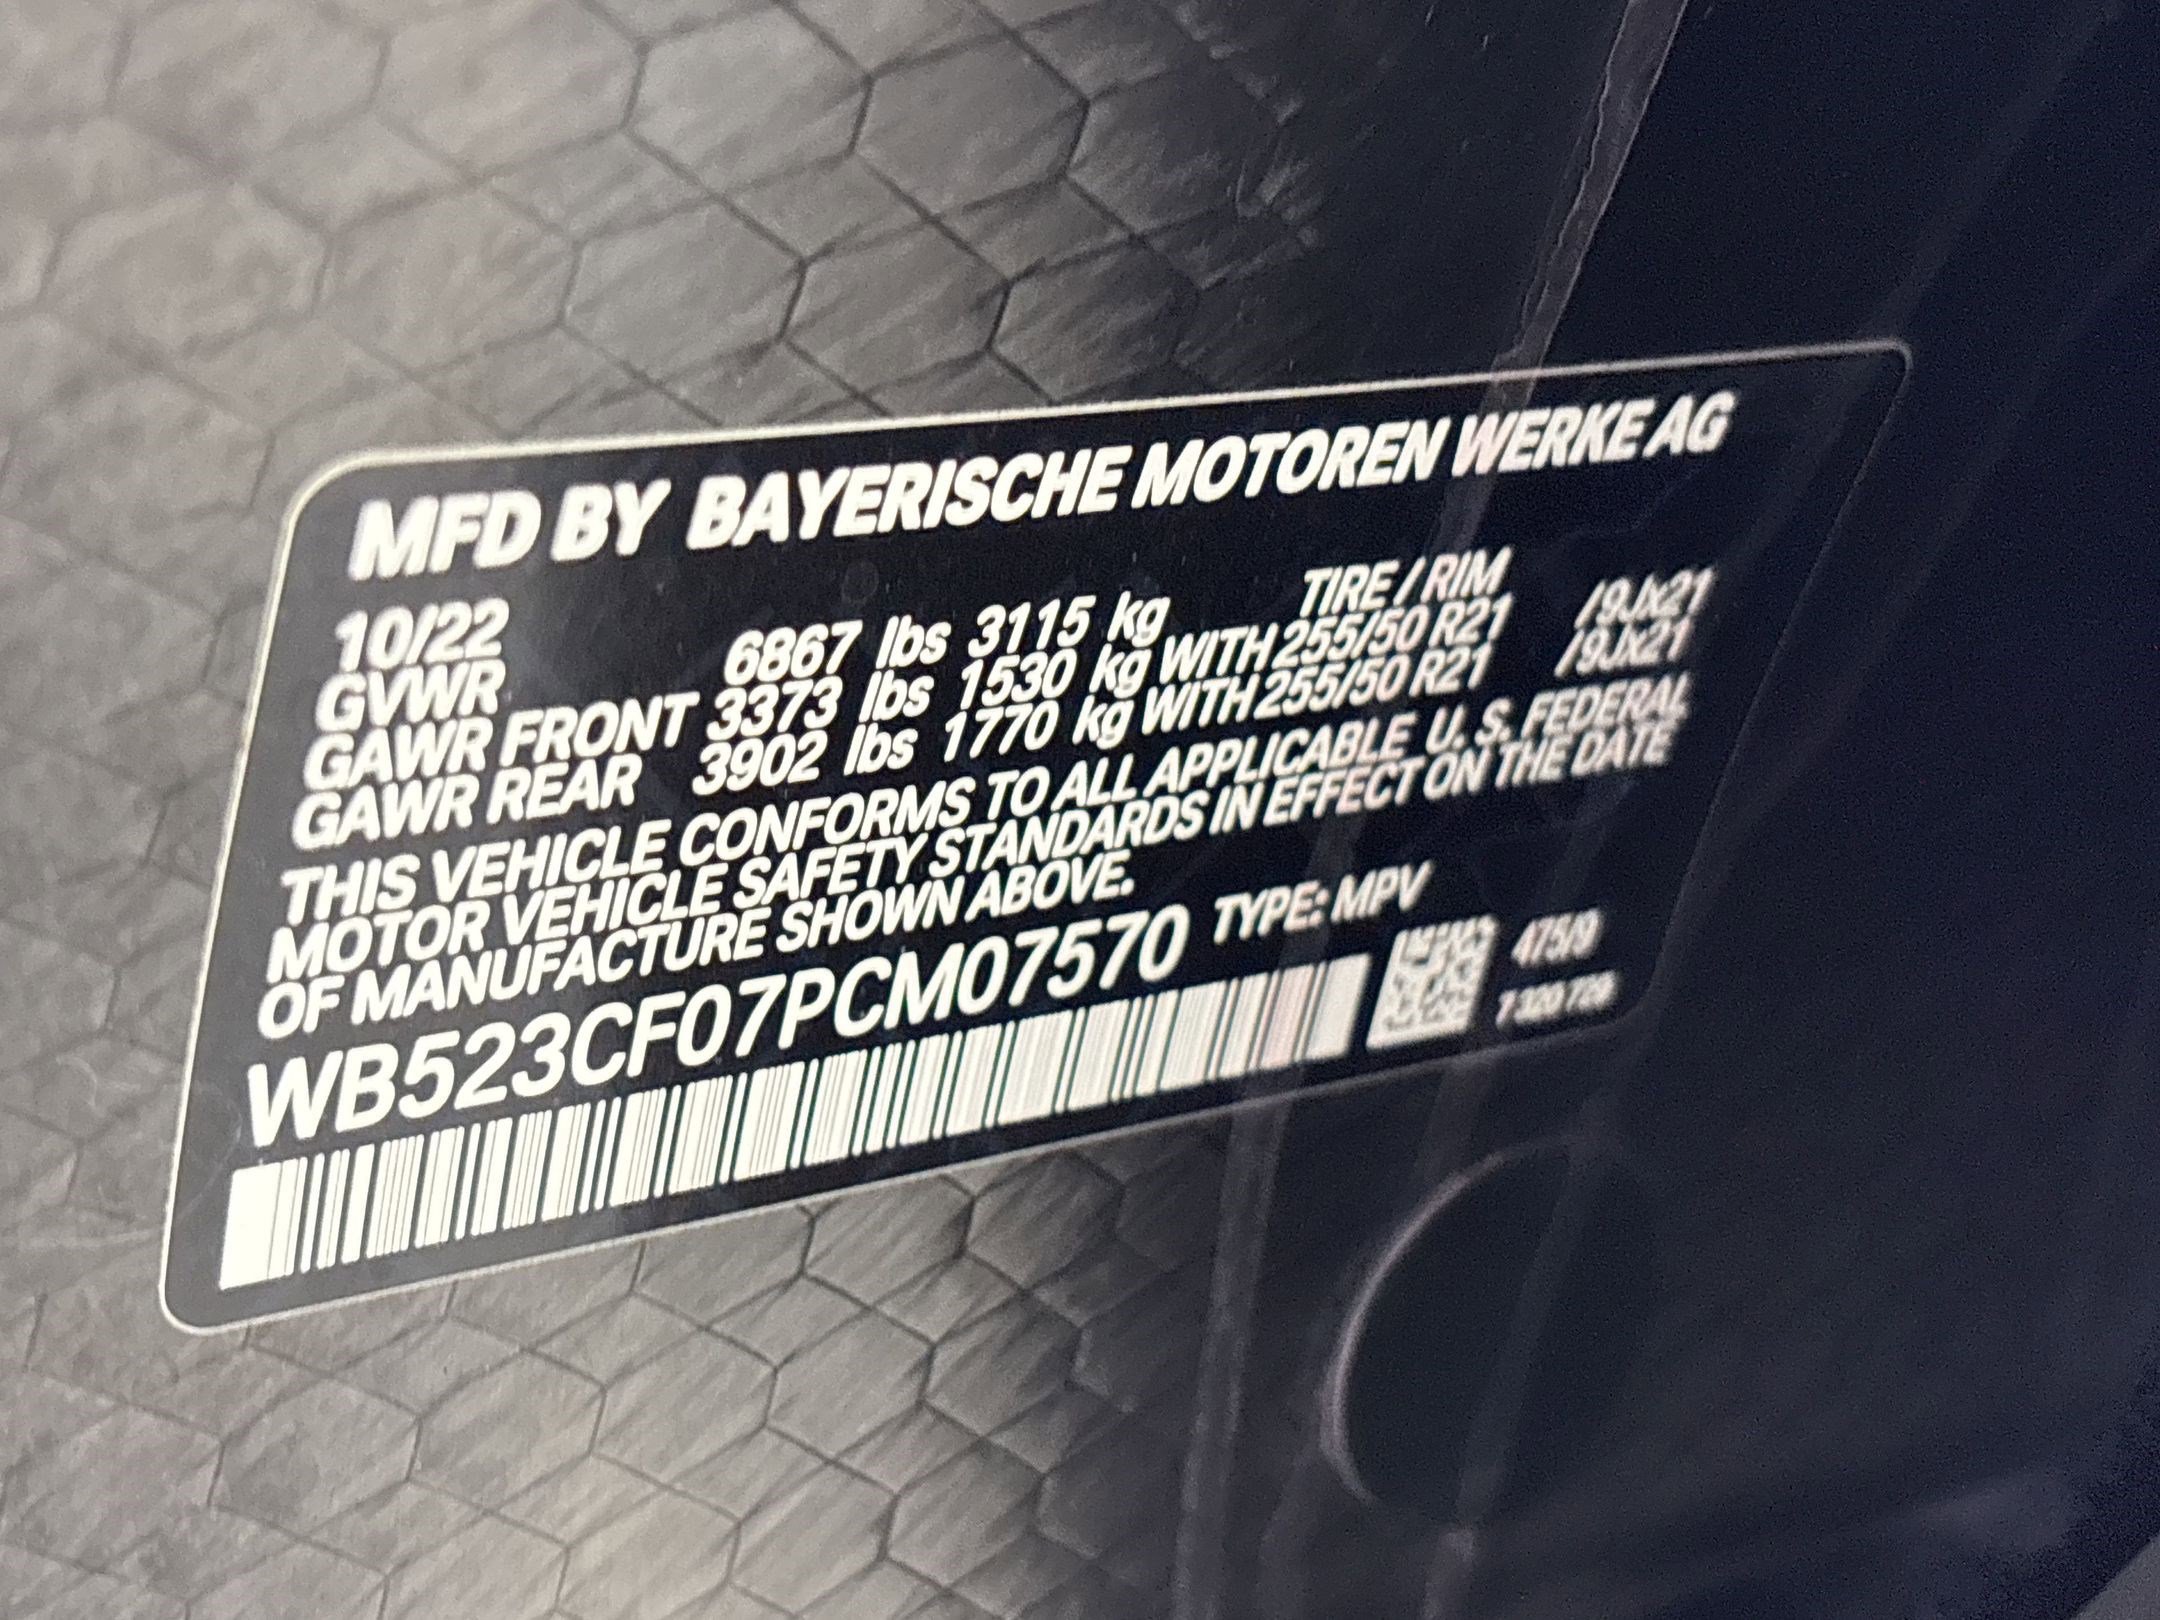 MFD BY BAYERISCHE MOTOREN WERKE AG
10/22 TIRE / RIM
GVWR 6867 lbs 3115 kg
GAWR FRONT 3373 lbs 1530 kg WITH 255/50 R21 /9Jx21
GAWR REAR 3902 lbs 1770 kg WITH 255/50 R21 /9Jx21
THIS VEHICLE CONFORMS TO ALL APPLICABLE U. S. FEDERAL
MOTOR VEHICLE SAFETY STANDARDS IN EFFECT ON THE DATE
OF MANUFACTURE SHOWN ABOVE.
WB523CF07PCM07570 TYPE: MPV
475/9